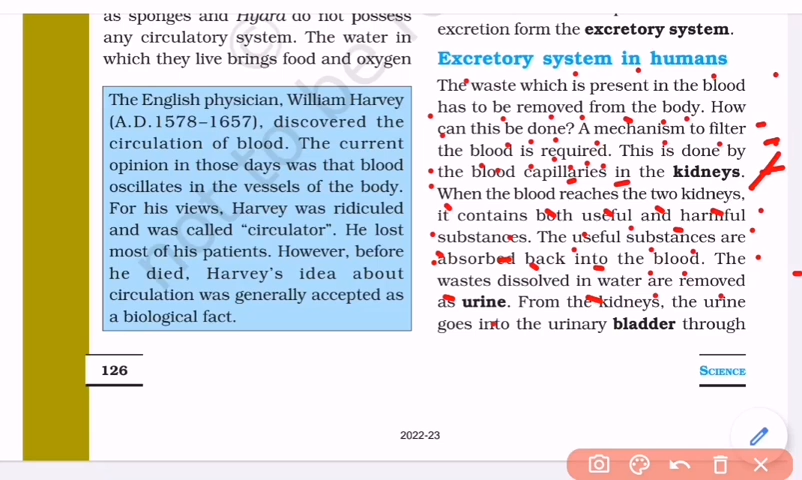 as sponges and Hydra do not possess
any circulatory system. The water in
which they live brings food and oxygen
The English physician, William Harvey
(A.D.1578–1657), discovered the
circulation of blood. The current
opinion in those days was that blood
oscillates in the vessels of the body.
For his views, Harvey was ridiculed
and was called “circulator”. He lost
most of his patients. However, before
he died, Harvey's idea about
circulation was generally accepted as
a biological fact.
126
excretion form the excretory system.
Excretory system in humans
The waste which is present in the blood
has to be removed from the body. How
can this be done? A mechanism to filter
the blood is required. This is done by
the blood capillaries in the kidneys.
When the blood reaches the two kidneys,
it contains both useful and harmful
substances. The useful substances are
absorbed back into the blood. The
wastes dissolved in water are removed
as urine. From the kidneys, the urine
goes into the urinary bladder through
SCIENCE
2022-23
not to be